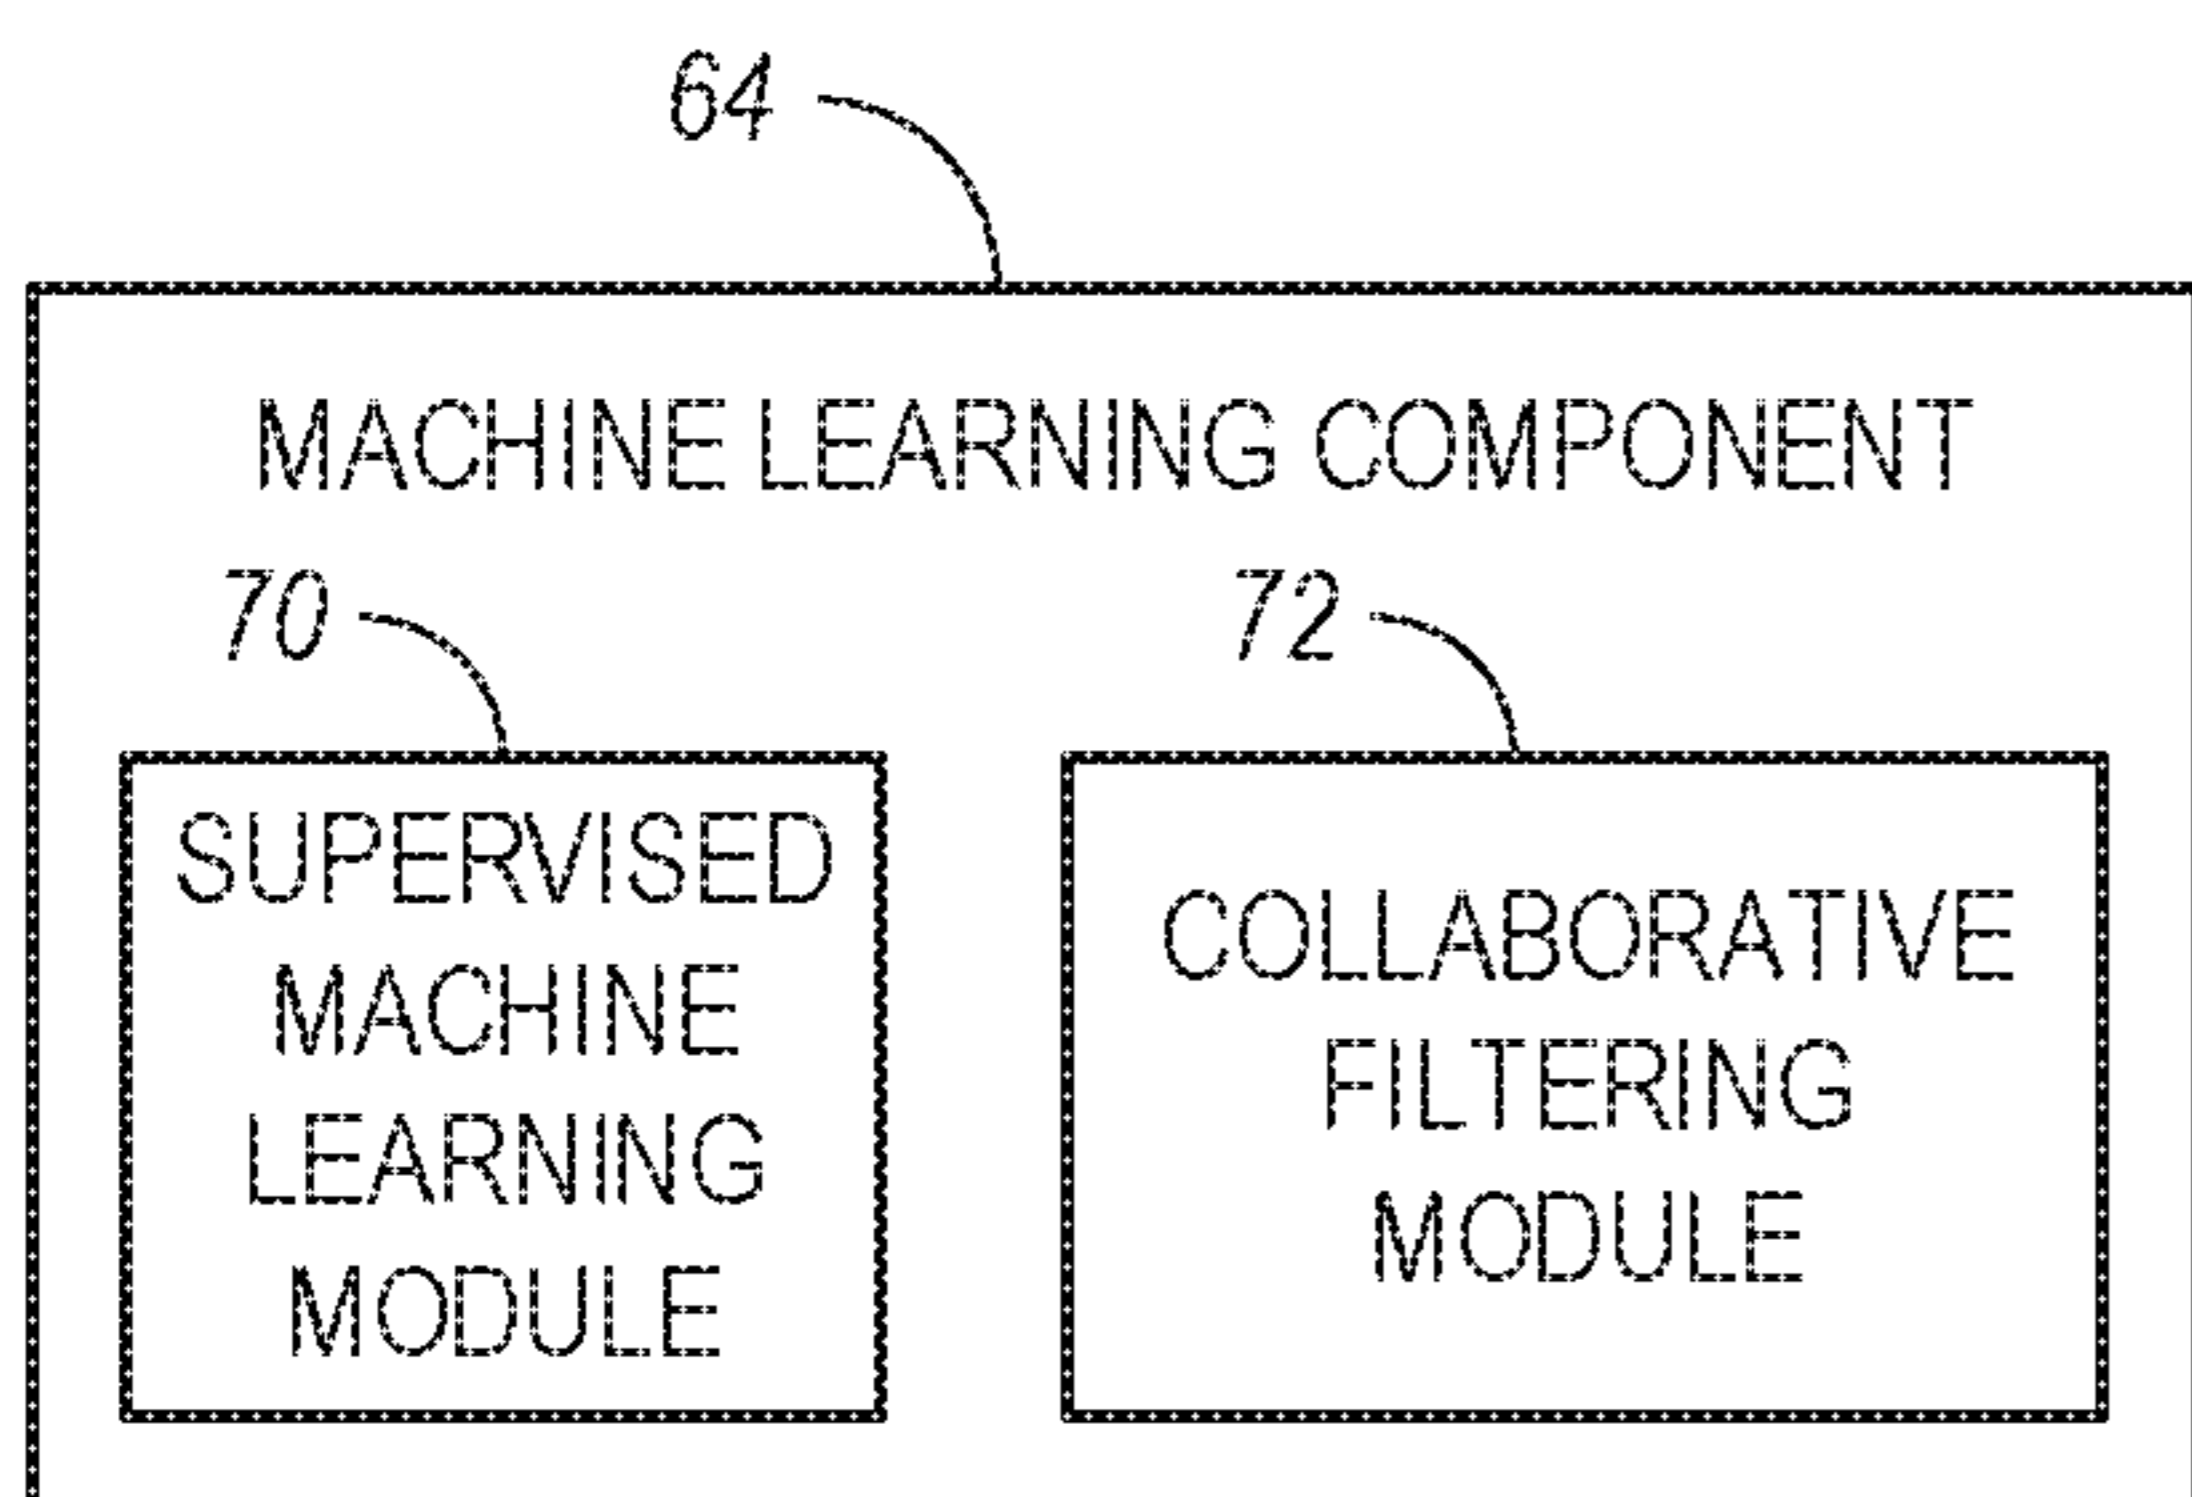 64
MACHINE LEARNING COMPONENT
70
72
SUPERVISED
MACHINE
LEARNING
MODULE
COLLABORATIVE
FILTERING
MODULE